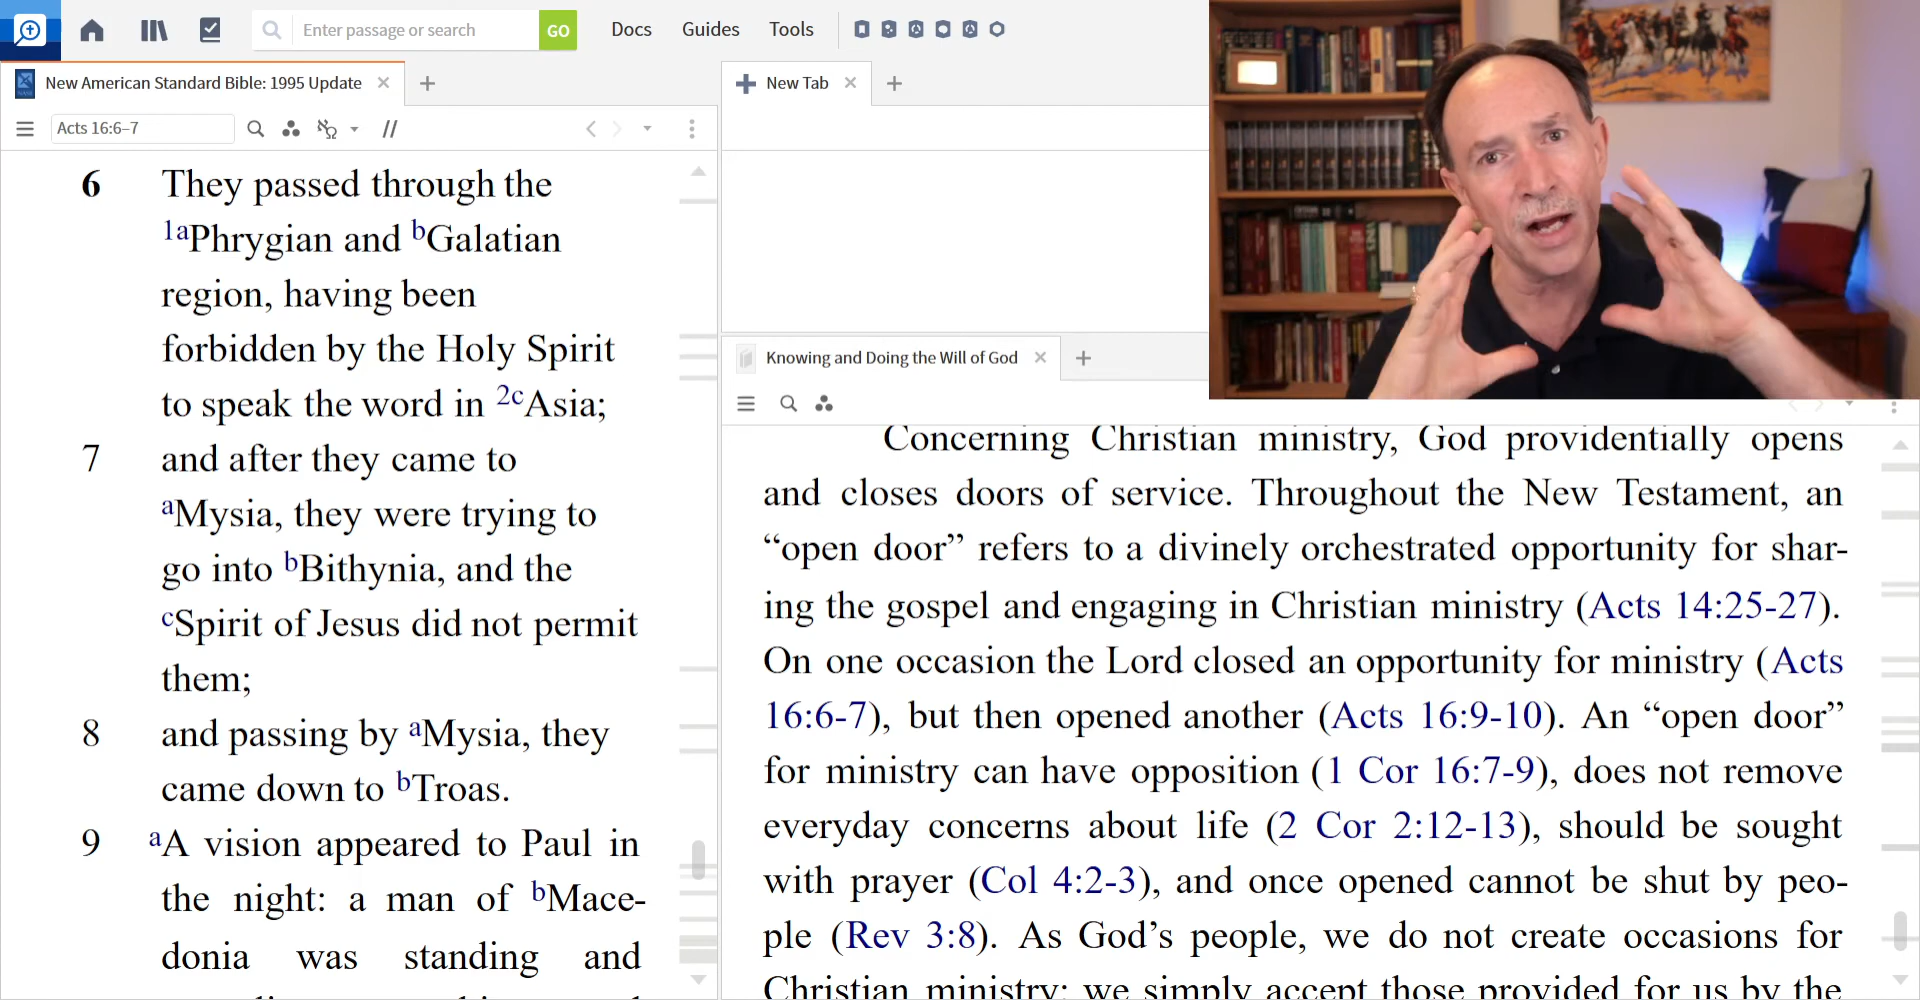 Enter passage or search
GO
Docs
Guides
Tools
New American Standard Bible: 1995 Update
New Tab
Acts 16:6–7
6 They passed through the
1aPhrygian and bGalatian
region, having been
forbidden by the Holy Spirit
to speak the word in 2cAsia;
7 and after they came to
aMysia, they were trying to
go into bBithynia, and the
cSpirit of Jesus did not permit
them;
8 and passing by aMysia, they
came down to bTroas.
9 aA vision appeared to Paul in
the night: a man of bMace-
donia was standing and
Knowing and Doing the Will of God
Concerning Christian ministry, God providentially opens
and closes doors of service. Throughout the New Testament, an
“open door” refers to a divinely orchestrated opportunity for shar-
ing the gospel and engaging in Christian ministry (Acts 14:25-27).
On one occasion the Lord closed an opportunity for ministry (Acts
16:6-7), but then opened another (Acts 16:9-10). An “open door”
for ministry can have opposition (1 Cor 16:7-9), does not remove
everyday concerns about life (2 Cor 2:12-13), should be sought
with prayer (Col 4:2-3), and once opened cannot be shut by peo-
ple (Rev 3:8). As God’s people, we do not create occasions for
Christian ministry; we simply accept those provided for us by the